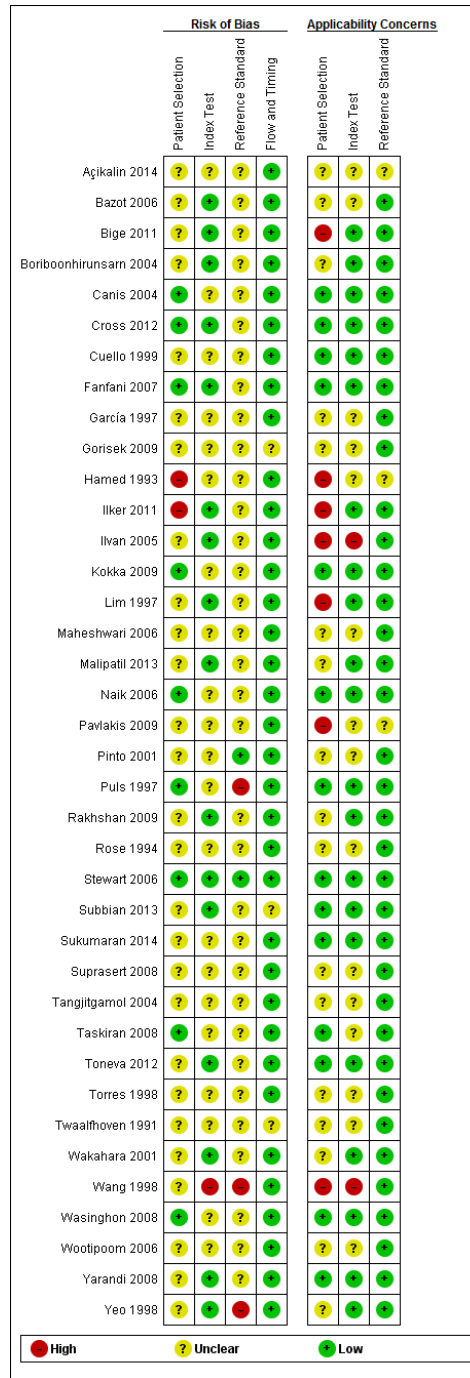 Risk of Bias Applicability Concerns
Patient Selection Index Test Reference Standard Flow and Timing Patient Selection Index Test Reference Standard
Açikalin 2014 ? ? ? + ? ? ?
Bazot 2006 ? + ? + ? ? +
Bige 2011 ? + ? + – + +
Boriboonhirunsarn 2004 ? + ? + ? + +
Canis 2004 + ? ? + + + +
Cross 2012 + + ? + + + +
Cuello 1999 ? ? ? + + + +
Fanfani 2007 + + ? + + + +
García 1997 ? ? ? + ? ? +
Gorisek 2009 ? ? ? ? ? ? +
Hamed 1993 – ? ? + – ? ?
Ilker 2011 – + ? + – + +
Ilvan 2005 ? + ? + – – +
Kokka 2009 + ? ? + + + +
Lim 1997 ? + ? + – + +
Maheshwari 2006 ? ? ? + ? ? +
Malipatil 2013 ? + ? + ? + +
Naik 2006 + ? ? + + + +
Pavlakis 2009 ? ? ? + – ? ?
Pinto 2001 ? ? + + ? ? +
Puls 1997 + ? – + + + +
Rakhshan 2009 ? + ? + ? + +
Rose 1994 ? ? ? + ? ? +
Stewart 2006 + + + + + + +
Subbian 2013 ? + ? ? + + +
Sukumaran 2014 ? ? ? + + + +
Suprasert 2008 ? ? ? + ? ? +
Tangjitgamol 2004 ? ? ? + ? ? +
Taskiran 2008 + ? ? + + ? +
Toneva 2012 ? + ? + + + +
Torres 1998 ? ? ? + ? ? +
Twaalfhoven 1991 ? ? ? ? ? ? +
Wakahara 2001 ? + ? + ? + +
Wang 1998 ? – – + – – +
Wasinghon 2008 + ? ? + + + +
Wootipoom 2006 ? ? ? + ? ? +
Yarandi 2008 ? + ? + + + +
Yeo 1998 ? + – + ? + +
– High ? Unclear + Low